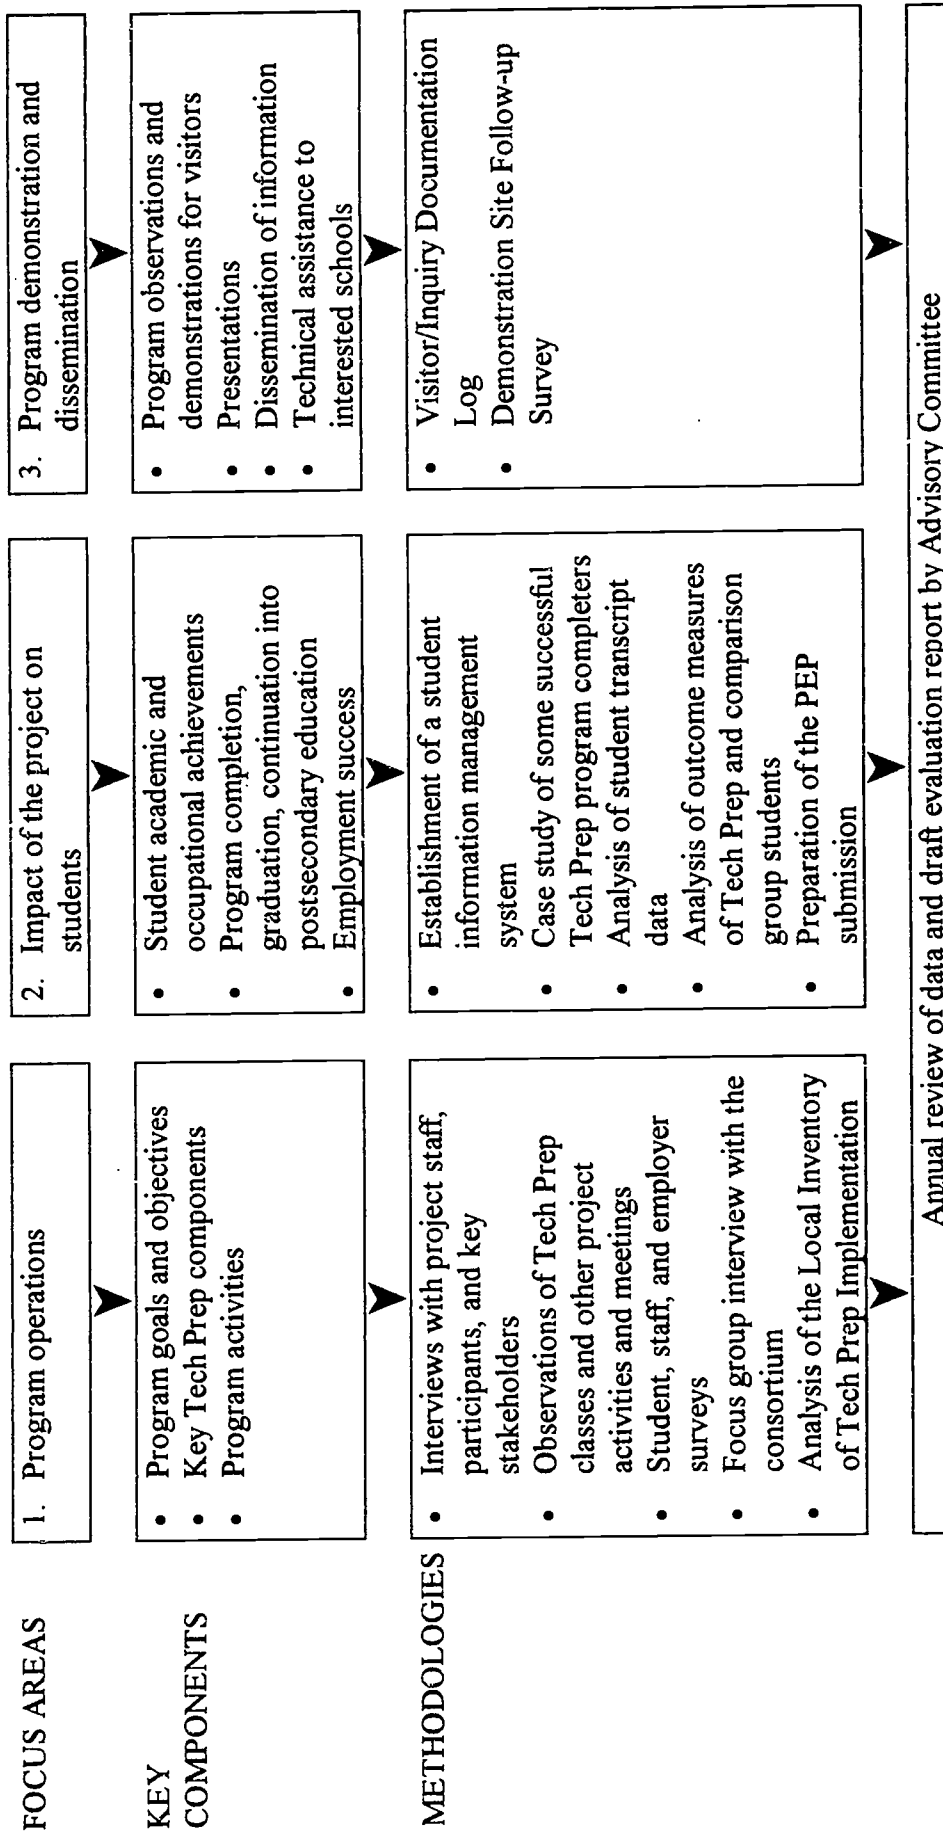 FOCUS AREAS
1. Program operations
2. Impact of the project on
students
3. Program demonstration and
dissemination
KEY
COMPONENTS
• Program goals and objectives
• Key Tech Prep components
• Program activities
• Student academic and
occupational achievements
• Program completion,
graduation, continuation into
postsecondary education
• Employment success
• Program observations and
demonstrations for visitors
• Presentations
• Dissemination of information
• Technical assistance to
interested schools
METHODOLOGIES
• Interviews with project staff,
participants, and key
stakeholders
• Observations of Tech Prep
classes and other project
activities and meetings
• Student, staff, and employer
surveys
• Focus group interview with the
consortium
• Analysis of the Local Inventory
of Tech Prep Implementation
• Establishment of a student
information management
system
• Case study of some successful
Tech Prep program completers
• Analysis of student transcript
data
• Analysis of outcome measures
of Tech Prep and comparison
group students
• Preparation of the PEP
submission
• Visitor/Inquiry Documentation
Log
• Demonstration Site Follow-up
Survey
Annual review of data and draft evaluation report by Advisory Committee